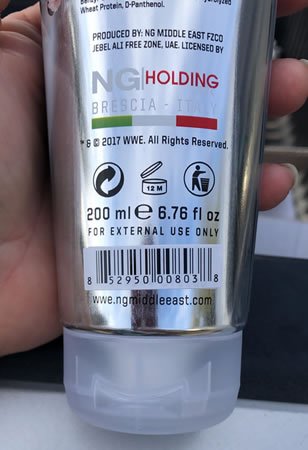 Wheat Protein, D-Panthenol.
PRODUCED BY: NG MIDDLE EAST FZCO
JEBEL ALI FREE ZONE, UAE. LICENSED BY
NG HOLDING
BRESCIA - ITALY
™ & © 2017 WWE. All Rights Reserved.
12 M
200 ml e 6.76 fl oz
FOR EXTERNAL USE ONLY
8 52950 00803 8
www.ngmiddleeast.com